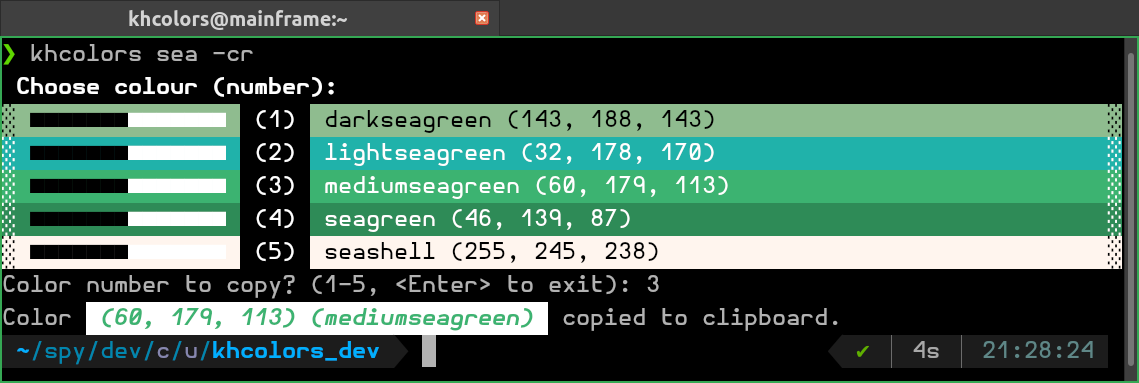 khcolors@mainframe:~
❯ khcolors sea -cr
Choose colour (number):
(1) darkseagreen (143, 188, 143)
(2) lightseagreen (32, 178, 170)
(3) mediumseagreen (60, 179, 113)
(4) seagreen (46, 139, 87)
(5) seashell (255, 245, 238)
Color number to copy? (1-5, <Enter> to exit): 3
Color (60, 179, 113) (mediumseagreen) copied to clipboard.
~/spy/dev/c/u/khcolors_dev ✔ 4s 21:28:24